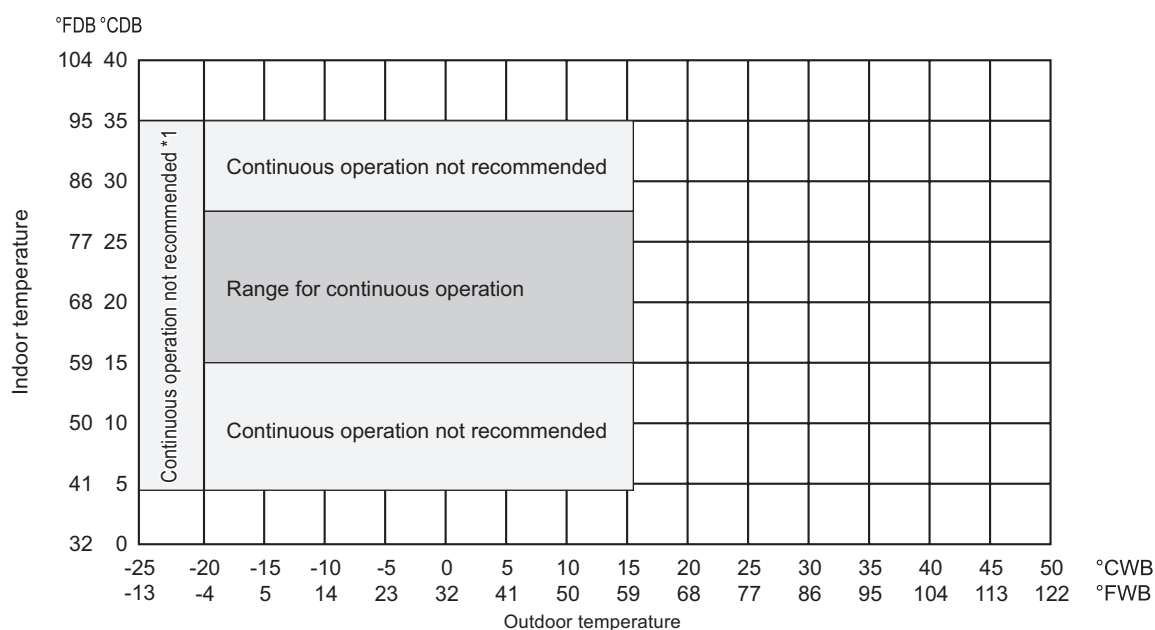 °FDB °CDB
104 40
95 35
Continuous operation not recommended *1
Continuous operation not recommended
86 30
Indoor temperature
77 25
Range for continuous operation
68 20
59 15
50 10
Continuous operation not recommended
41 5
32 0
-25 -20 -15 -10 -5 0 5 10 15 20 25 30 35 40 45 50 °CWB
-13 -4 5 14 23 32 41 50 59 68 77 86 95 104 113 122 °FWB
Outdoor temperature